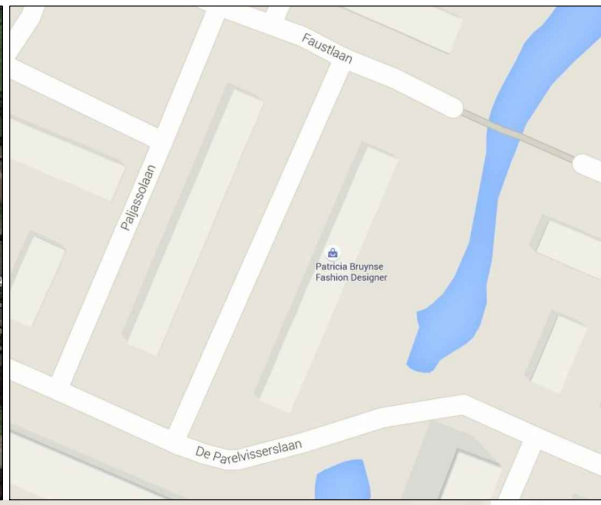 Faustlaan
Paljassolaan
Patricia Bruynse
Fashion Designer
De Parelvisserslaan